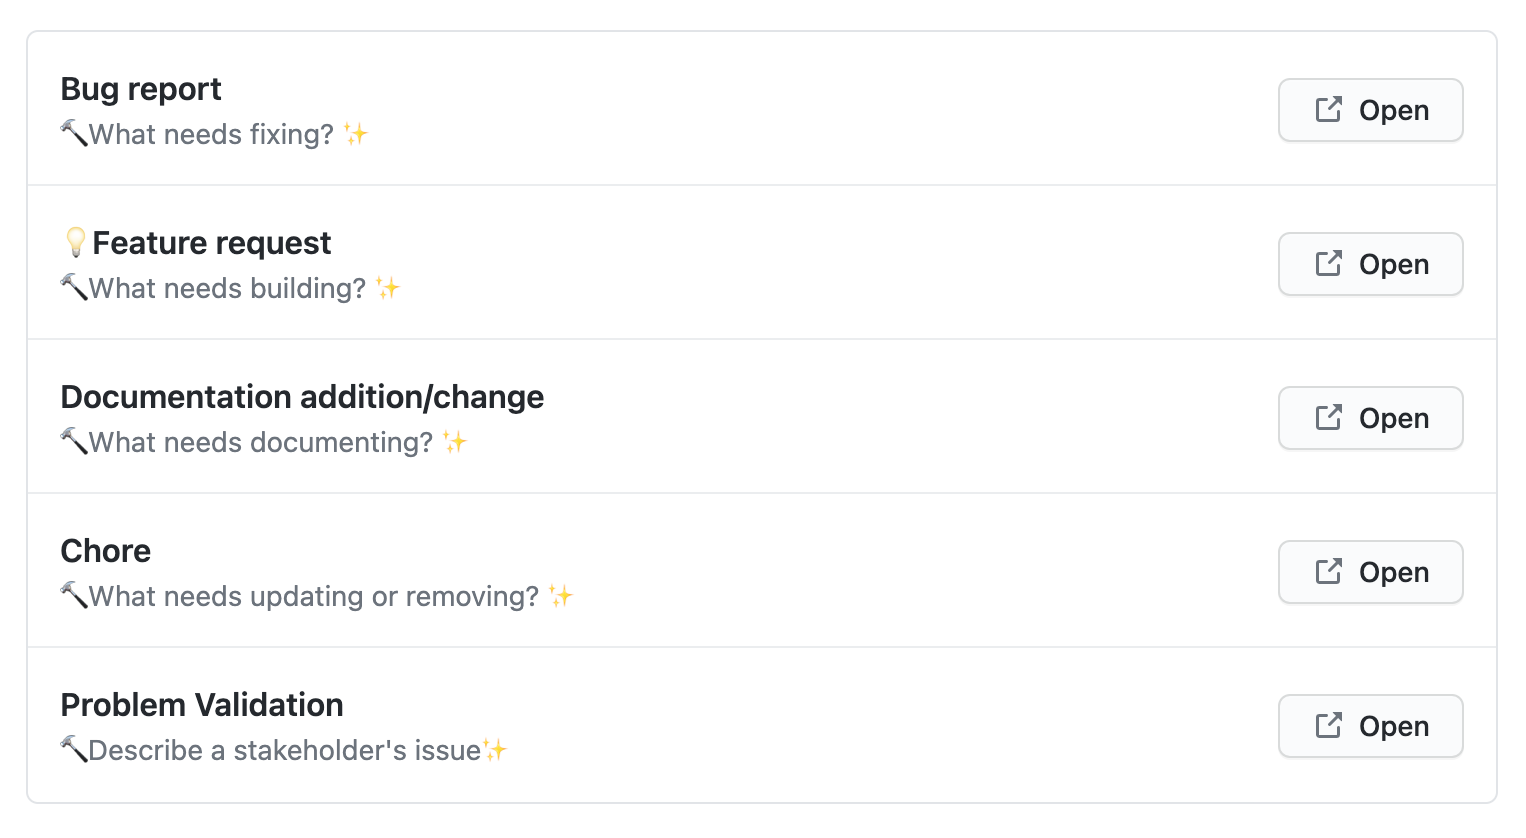 Bug report
🔨What needs fixing? ✨
Open
💡Feature request
🔨What needs building? ✨
Open
Documentation addition/change
🔨What needs documenting? ✨
Open
Chore
🔨What needs updating or removing? ✨
Open
Problem Validation
🔨Describe a stakeholder's issue✨
Open